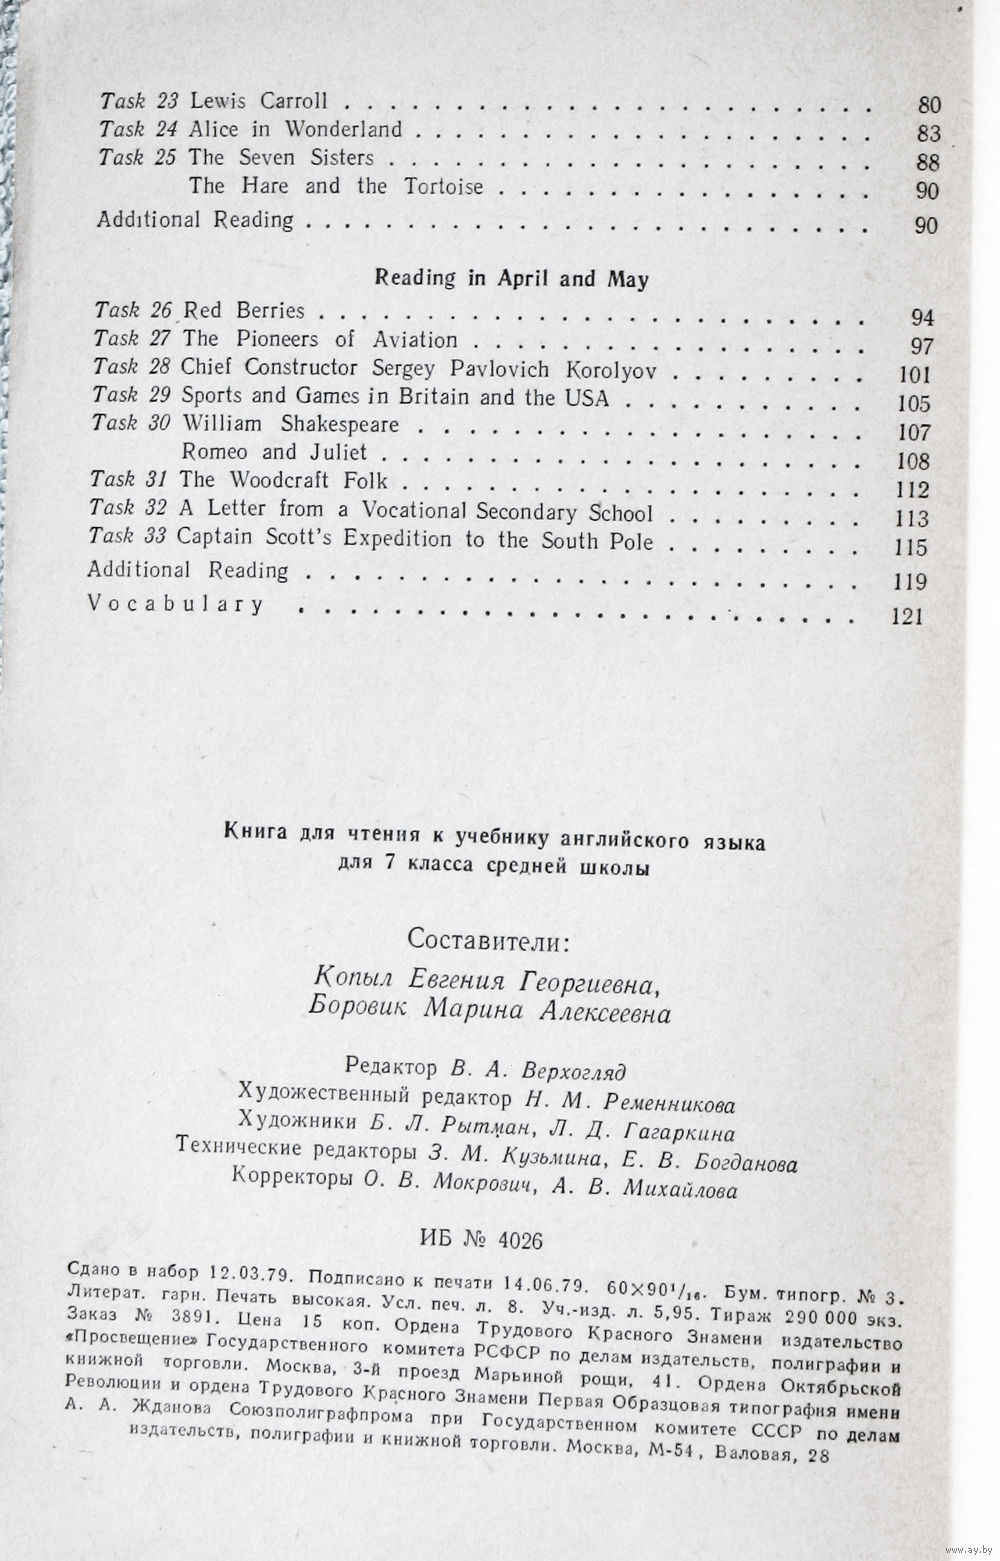 Task 23 Lewis Carroll . . . . . . . . . . . . . . . . . . . . . . . . 80
Task 24 Alice in Wonderland . . . . . . . . . . . . . . . . . . . . . 83
Task 25 The Seven Sisters . . . . . . . . . . . . . . . . . . . . . . 88
The Hare and the Tortoise . . . . . . . . . . . . . . . . . 90
Additional Reading . . . . . . . . . . . . . . . . . . . . . . . . . 90
Reading in April and May
Task 26 Red Berries . . . . . . . . . . . . . . . . . . . . . . . . . 94
Task 27 The Pioneers of Aviation . . . . . . . . . . . . . . . . . . 97
Task 28 Chief Constructor Sergey Pavlovich Korolyov . . . . . . . . . 101
Task 29 Sports and Games in Britain and the USA . . . . . . . . . . . 105
Task 30 William Shakespeare . . . . . . . . . . . . . . . . . . . . 107
Romeo and Juliet . . . . . . . . . . . . . . . . . . . . . . 108
Task 31 The Woodcraft Folk . . . . . . . . . . . . . . . . . . . . . 112
Task 32 A Letter from a Vocational Secondary School . . . . . . . . . 113
Task 33 Captain Scott's Expedition to the South Pole . . . . . . . . . 115
Additional Reading . . . . . . . . . . . . . . . . . . . . . . . . . 119
Vocabulary . . . . . . . . . . . . . . . . . . . . . . . . . 121
Книга для чтения к учебнику английского языка
для 7 класса средней школы
Составители:
Копыл Евгения Георгиевна,
Боровик Марина Алексеевна
Редактор В. А. Верхогляд
Художественный редактор Н. М. Ременникова
Художники Б. Л. Рытман, Л. Д. Гагаркина
Технические редакторы З. М. Кузьмина, Е. В. Богданова
Корректоры О. В. Мокрович, А. В. Михайлова
ИБ № 4026
Сдано в набор 12.03.79. Подписано к печати 14.06.79. 60×90¹/₁₆. Бум. типогр. № 3.
Литерат. гарн. Печать высокая. Усл. печ. л. 8. Уч.-изд. л. 5,95. Тираж 290 000 экз.
Заказ № 3891. Цена 15 коп. Ордена Трудового Красного Знамени издательство
«Просвещение» Государственного комитета РСФСР по делам издательств, полиграфии и
книжной торговли. Москва, 3-й проезд Марьиной рощи, 41. Ордена Октябрьской
Революции и ордена Трудового Красного Знамени Первая Образцовая типография имени
А. А. Жданова Союзполиграфпрома при Государственном комитете СССР по делам
издательств, полиграфии и книжной торговли. Москва, М-54, Валовая, 28
www.ay.by